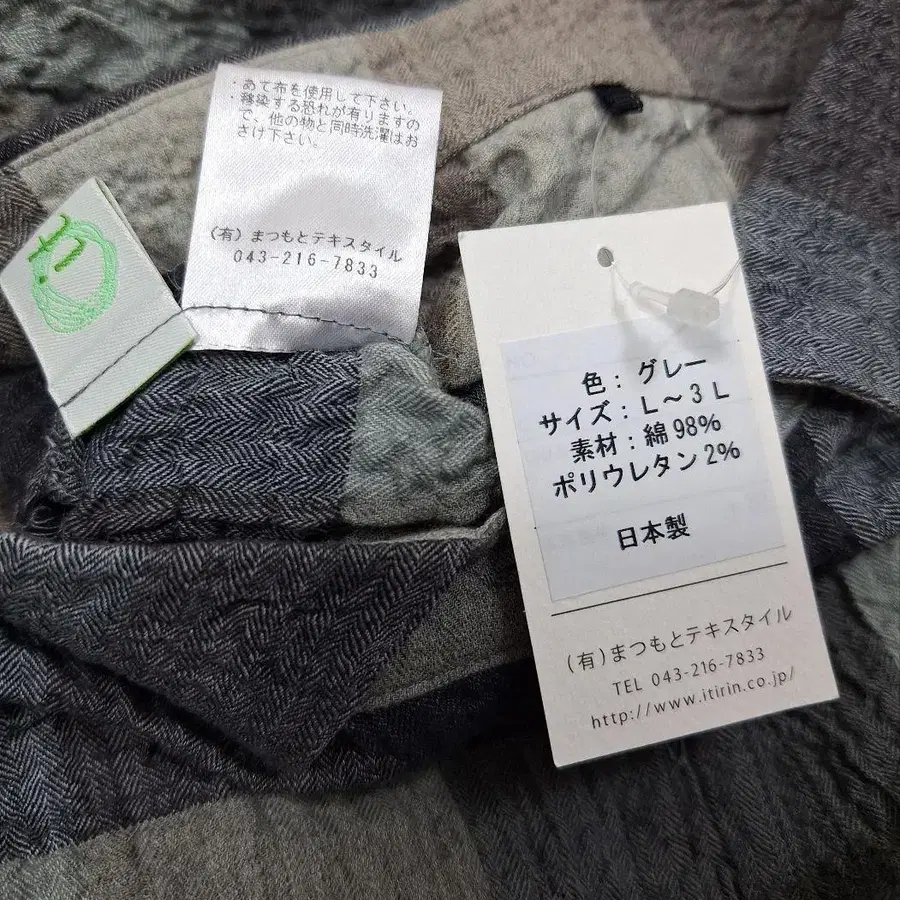 ・あて布を使用して下さい。
・移染する恐れが有りますの
で、他の物と同時洗濯はお
さけ下さい。
(有) まつもとテキスタイル
043-216-7833
色： グレー
サイズ：L～3L
素材：綿98%
ポリウレタン2%
日本製
(有)まつもとテキスタイル
TEL 043-216-7833
http://www.itirin.co.jp/